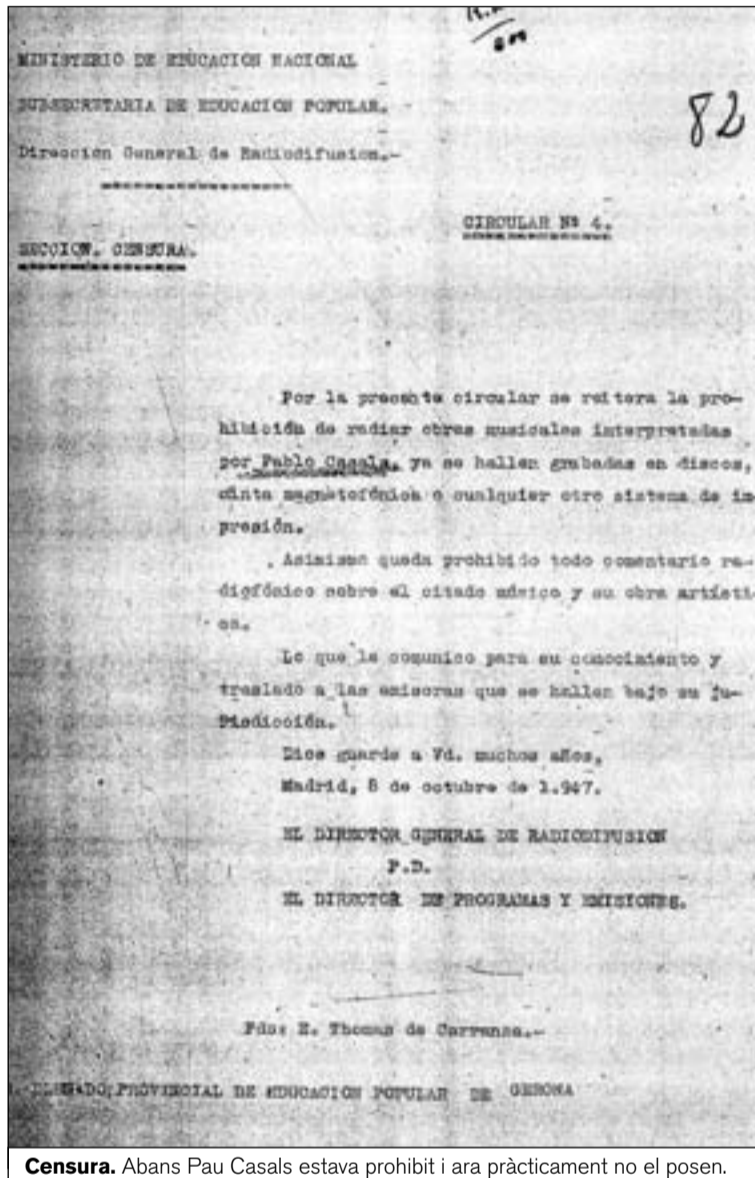 82
MINISTERIO DE EDUCACION NACIONAL
SUBSECRETARIA DE EDUCACION POPULAR.
Direccion General de Radiodifusion.-
CIRCULAR Nº 4.
SECCION. CENSURA.
Por la presente circular se reitera la pro-
hibición de radiar obras musicales interpretadas
por Pablo Casals, ya se hallen grabadas en discos,
cinta magnetofónica o cualquier otro sistema de im-
presión.
Asimismo queda prohibido todo comentario ra-
diofónico sobre el citado músico y su obra artísti-
ca.
Lo que le comunico para su conocimiento y
traslado a las emisoras que se hallen bajo su ju-
risdicción.
Dios guarde a Vd. muchos años,
Madrid, 8 de octubre de 1.947.
EL DIRECTOR GENERAL DE RADIODIFUSION
P.D.
EL DIRECTOR DE PROGRAMAS Y EMISIONES.
Fdo: E. Thomas de Carranza.-
DELEGADO PROVINCIAL DE EDUCACION POPULAR DE GERONA
Censura. Abans Pau Casals estava prohibit i ara pràcticament no el posen.